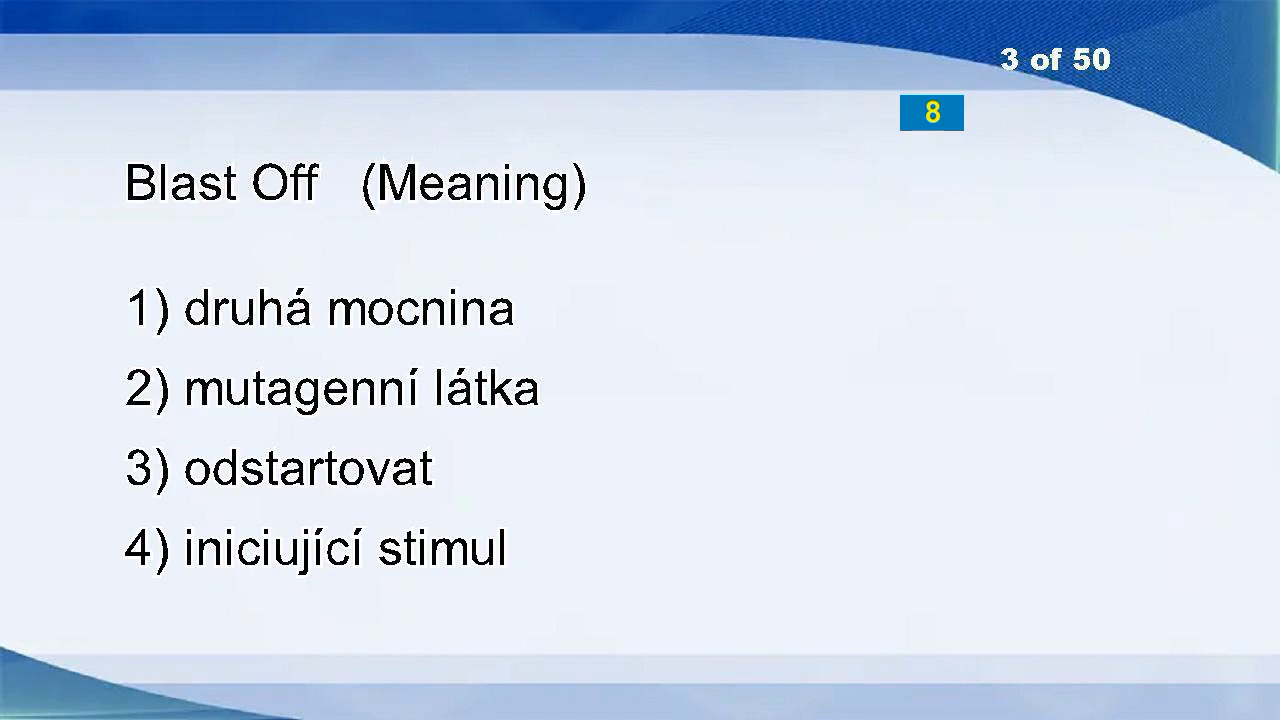 3 of 50
8
Blast Off (Meaning)
1) druhá mocnina
2) mutagenní látka
3) odstartovat
4) iniciující stimul